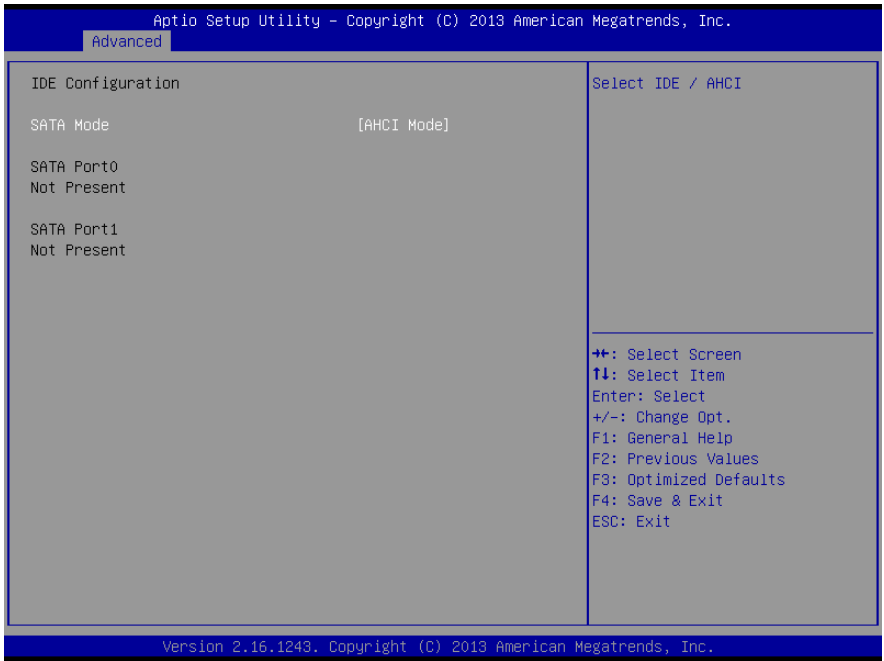 Aptio Setup Utility – Copyright (C) 2013 American Megatrends, Inc.
Advanced
IDE Configuration
SATA Mode [AHCI Mode]
SATA Port0
Not Present
SATA Port1
Not Present
Select IDE / AHCI
→←: Select Screen
↑↓: Select Item
Enter: Select
+/-: Change Opt.
F1: General Help
F2: Previous Values
F3: Optimized Defaults
F4: Save & Exit
ESC: Exit
Version 2.16.1243. Copyright (C) 2013 American Megatrends, Inc.